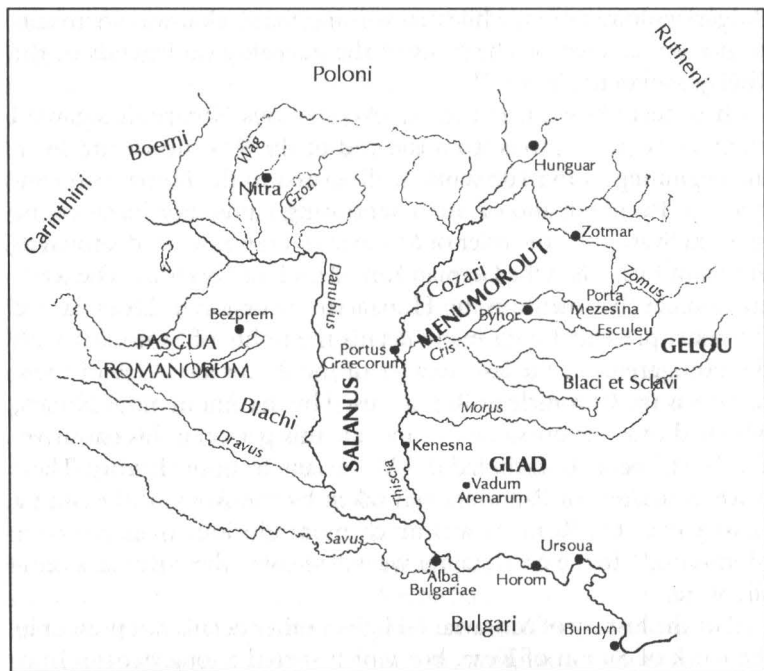 Rutheni
Poloni
Boemi
Wag
Hunguar
Nitra
Gron
Carinthini
Zotmar
Cozari
Zomus
Danubius
MENUMOROUT
Porta
Mezesina
Bezprem
Byhor
Esculeu
PASCUA
ROMANORUM
Portus
Graecorum
Cris
GELOU
Blaci et Sclavi
Blachi
SALANUS
Morus
Dravus
Kenesna
GLAD
Thiscia
Vadum
Arenarum
Savus
Ursoua
Alba
Bulgariae
Horom
Bulgari
Bundyn